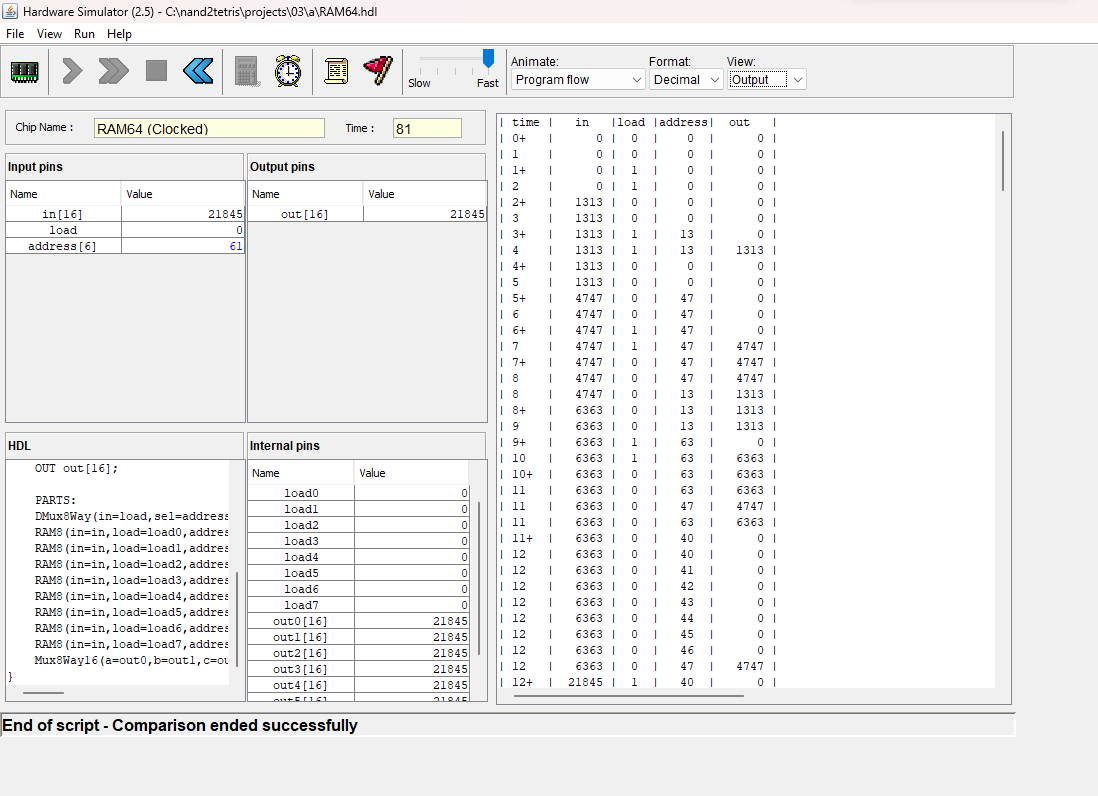 Hardware Simulator (2.5) - C:\nand2tetris\projects\03\a\RAM64.hdl
File View Run Help
Slow Fast
Animate: Format: View:
Program flow Decimal Output
Chip Name : RAM64 (Clocked) Time : 81
Input pins
Name Value
in[16] 21845
load 0
address[6] 61
Output pins
Name Value
out[16] 21845
HDL
OUT out[16];
PARTS:
DMux8Way(in=load,sel=address
RAM8(in=in,load=load0,addres
RAM8(in=in,load=load1,addres
RAM8(in=in,load=load2,addres
RAM8(in=in,load=load3,addres
RAM8(in=in,load=load4,addres
RAM8(in=in,load=load5,addres
RAM8(in=in,load=load6,addres
RAM8(in=in,load=load7,addres
Mux8Way16(a=out0,b=out1,c=ou
}
Internal pins
Name Value
load0 0
load1 0
load2 0
load3 0
load4 0
load5 0
load6 0
load7 0
out0[16] 21845
out1[16] 21845
out2[16] 21845
out3[16] 21845
out4[16] 21845
out5[16] 21845
| time | in |load |address| out |
| 0+ | 0 | 0 | 0 | 0 |
| 1 | 0 | 0 | 0 | 0 |
| 1+ | 0 | 1 | 0 | 0 |
| 2 | 0 | 1 | 0 | 0 |
| 2+ | 1313 | 0 | 0 | 0 |
| 3 | 1313 | 0 | 0 | 0 |
| 3+ | 1313 | 1 | 13 | 0 |
| 4 | 1313 | 1 | 13 | 1313 |
| 4+ | 1313 | 0 | 0 | 0 |
| 5 | 1313 | 0 | 0 | 0 |
| 5+ | 4747 | 0 | 47 | 0 |
| 6 | 4747 | 0 | 47 | 0 |
| 6+ | 4747 | 1 | 47 | 0 |
| 7 | 4747 | 1 | 47 | 4747 |
| 7+ | 4747 | 0 | 47 | 4747 |
| 8 | 4747 | 0 | 47 | 4747 |
| 8 | 4747 | 0 | 13 | 1313 |
| 8+ | 6363 | 0 | 13 | 1313 |
| 9 | 6363 | 0 | 13 | 1313 |
| 9+ | 6363 | 1 | 63 | 0 |
| 10 | 6363 | 1 | 63 | 6363 |
| 10+ | 6363 | 0 | 63 | 6363 |
| 11 | 6363 | 0 | 63 | 6363 |
| 11 | 6363 | 0 | 47 | 4747 |
| 11 | 6363 | 0 | 63 | 6363 |
| 11+ | 6363 | 0 | 40 | 0 |
| 12 | 6363 | 0 | 40 | 0 |
| 12 | 6363 | 0 | 41 | 0 |
| 12 | 6363 | 0 | 42 | 0 |
| 12 | 6363 | 0 | 43 | 0 |
| 12 | 6363 | 0 | 44 | 0 |
| 12 | 6363 | 0 | 45 | 0 |
| 12 | 6363 | 0 | 46 | 0 |
| 12 | 6363 | 0 | 47 | 4747 |
| 12+ | 21845 | 1 | 40 | 0 |
End of script - Comparison ended successfully